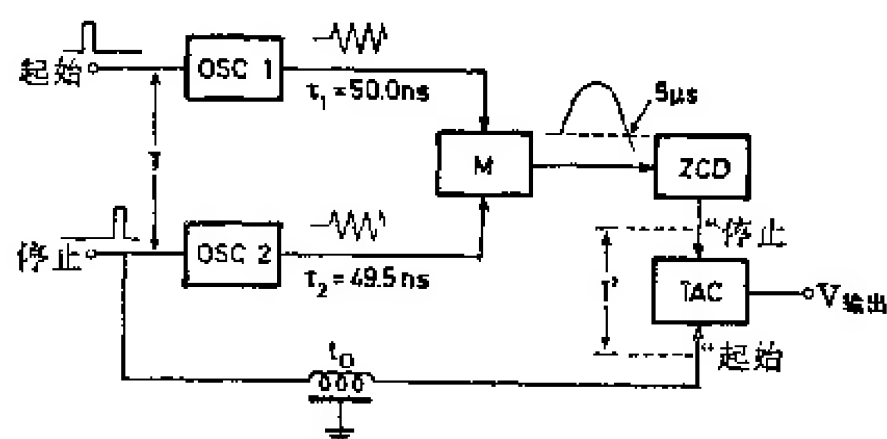 起始
OSC 1
τ₁ = 50.0ns
5μs
M
ZCD
T
停止
OSC 2
τ₂ = 49.5ns
"停止
T'
TAC
V输出
"起始
t₀